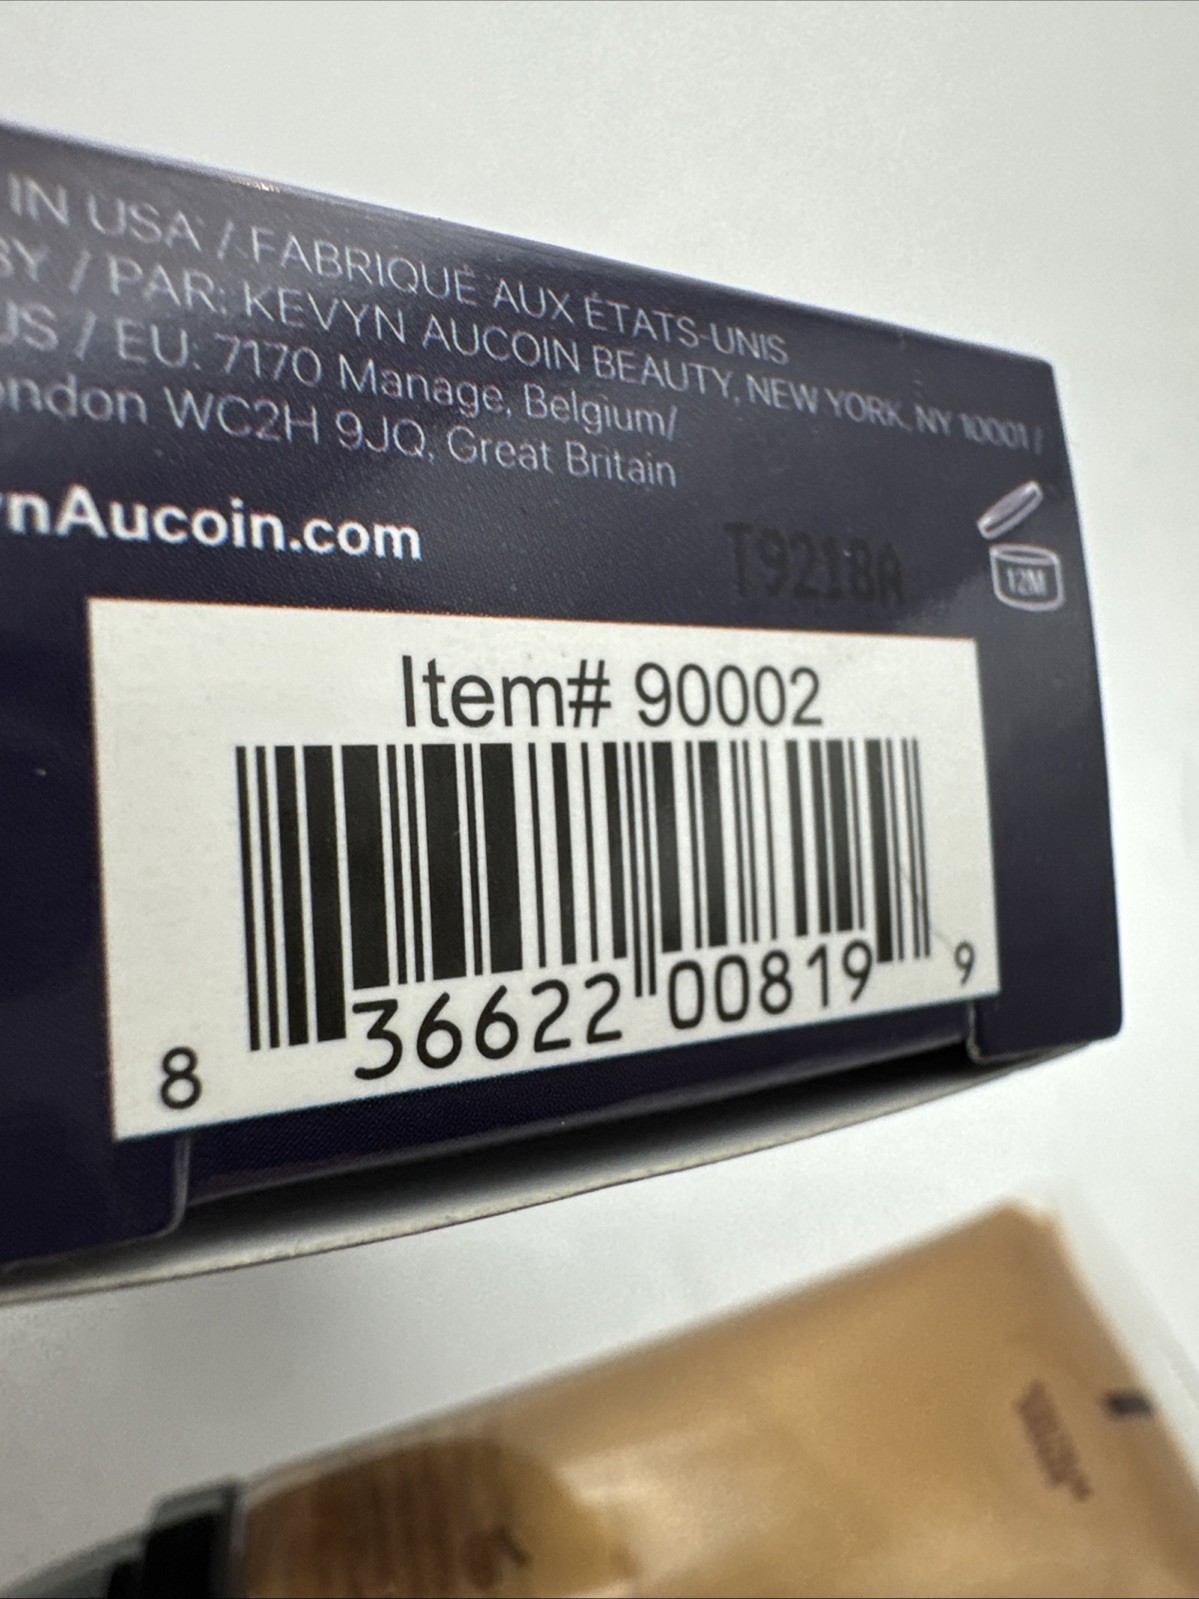 IN USA / FABRIQUÉ AUX ÉTATS-UNIS
BY / PAR: KEVYN AUCOIN BEAUTY, NEW YORK, NY 10001 /
US / EU: 7170 Manage, Belgium/
ondon WC2H 9JQ, Great Britain
ynAucoin.com
T9218A
12M
Item# 90002
8 36622 00819 9